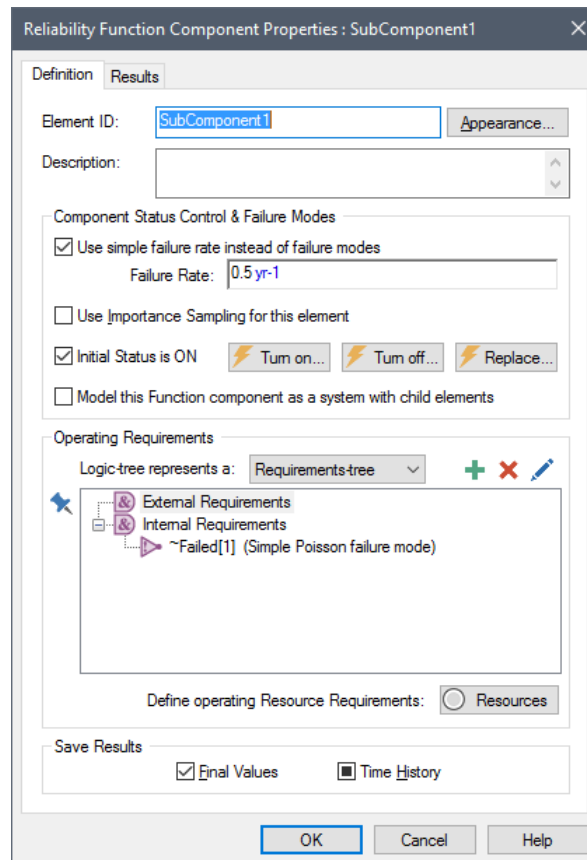 Reliability Function Component Properties : SubComponent1
Definition Results
Element ID: SubComponent1 Appearance...
Description:
Component Status Control & Failure Modes
Use simple failure rate instead of failure modes
Failure Rate: 0.5 yr-1
Use Importance Sampling for this element
Initial Status is ON Turn on... Turn off... Replace...
Model this Function component as a system with child elements
Operating Requirements
Logic-tree represents a: Requirements-tree
& External Requirements
& Internal Requirements
~Failed[1] (Simple Poisson failure mode)
Define operating Resource Requirements: Resources
Save Results
Final Values Time History
OK Cancel Help